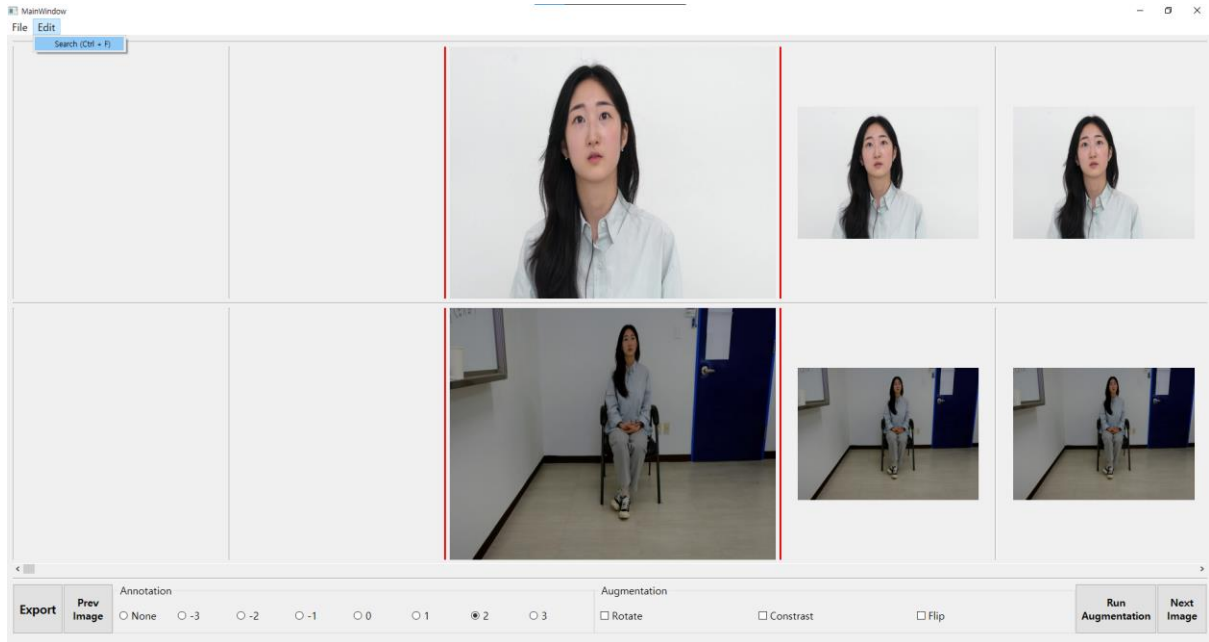 MainWindow
File Edit
Search (Ctrl + F)
Annotation
Augmentation
Export
Prev
Image
None
-3
-2
-1
0
1
2
3
Rotate
Constrast
Flip
Run
Augmentation
Next
Image